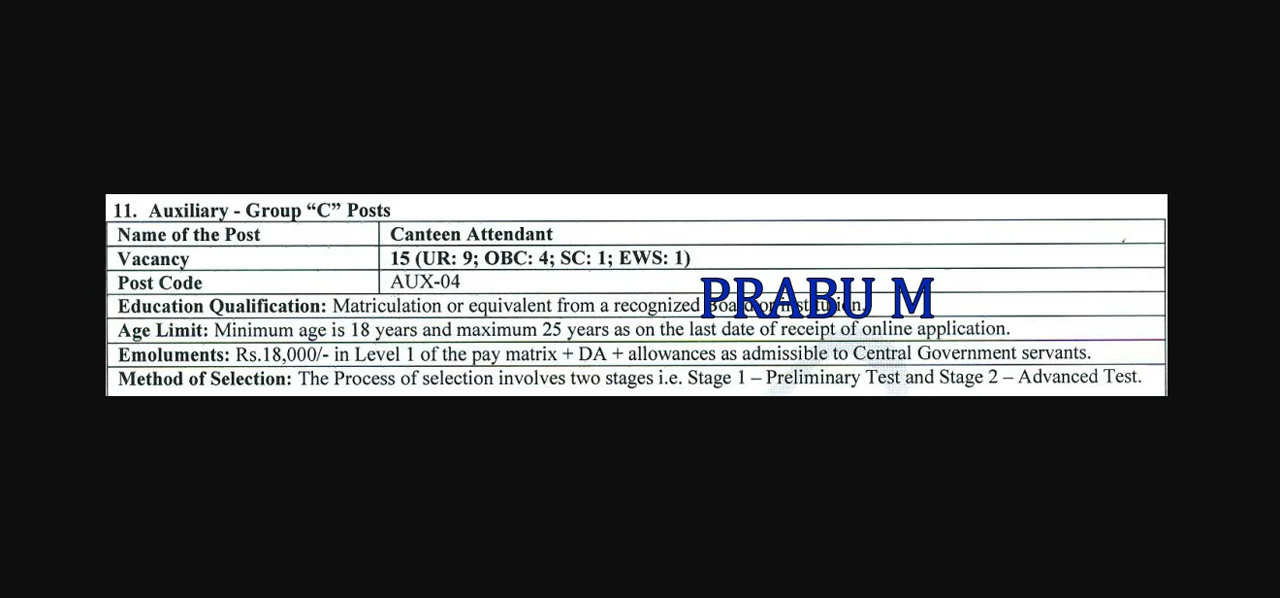 11. Auxiliary - Group “C” Posts
Name of the Post Canteen Attendant
Vacancy 15 (UR: 9; OBC: 4; SC: 1; EWS: 1)
Post Code AUX-04
PRABU M
Education Qualification: Matriculation or equivalent from a recognized Board or institution.
Age Limit: Minimum age is 18 years and maximum 25 years as on the last date of receipt of online application.
Emoluments: Rs.18,000/- in Level 1 of the pay matrix + DA + allowances as admissible to Central Government servants.
Method of Selection: The Process of selection involves two stages i.e. Stage 1 – Preliminary Test and Stage 2 – Advanced Test.